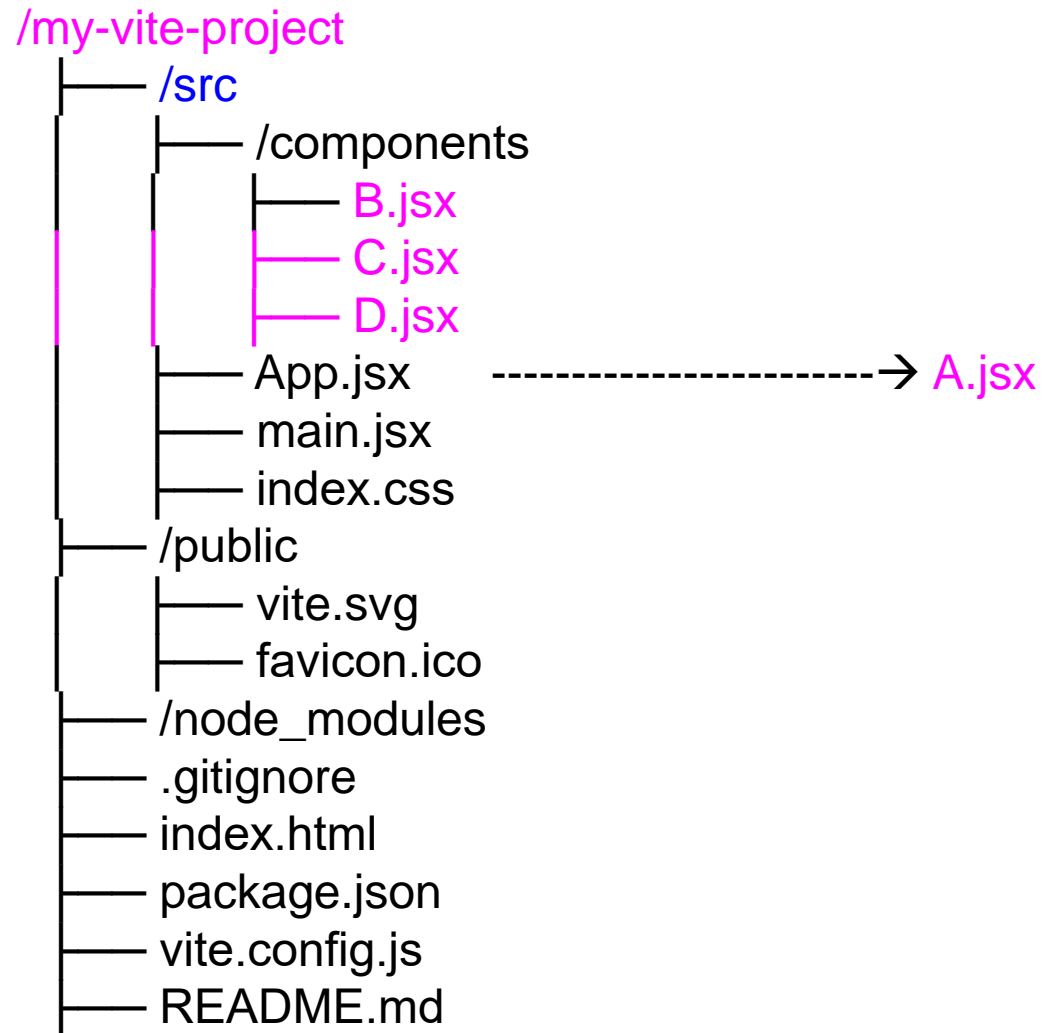 /my-vite-project
├── /src
│ ├── /components
│ │ ├── B.jsx
│ │ ├── C.jsx
│ │ ├── D.jsx
│ ├── App.jsx ------------------------→ A.jsx
│ ├── main.jsx
│ ├── index.css
├── /public
│ ├── vite.svg
│ ├── favicon.ico
├── /node_modules
├── .gitignore
├── index.html
├── package.json
├── vite.config.js
├── README.md